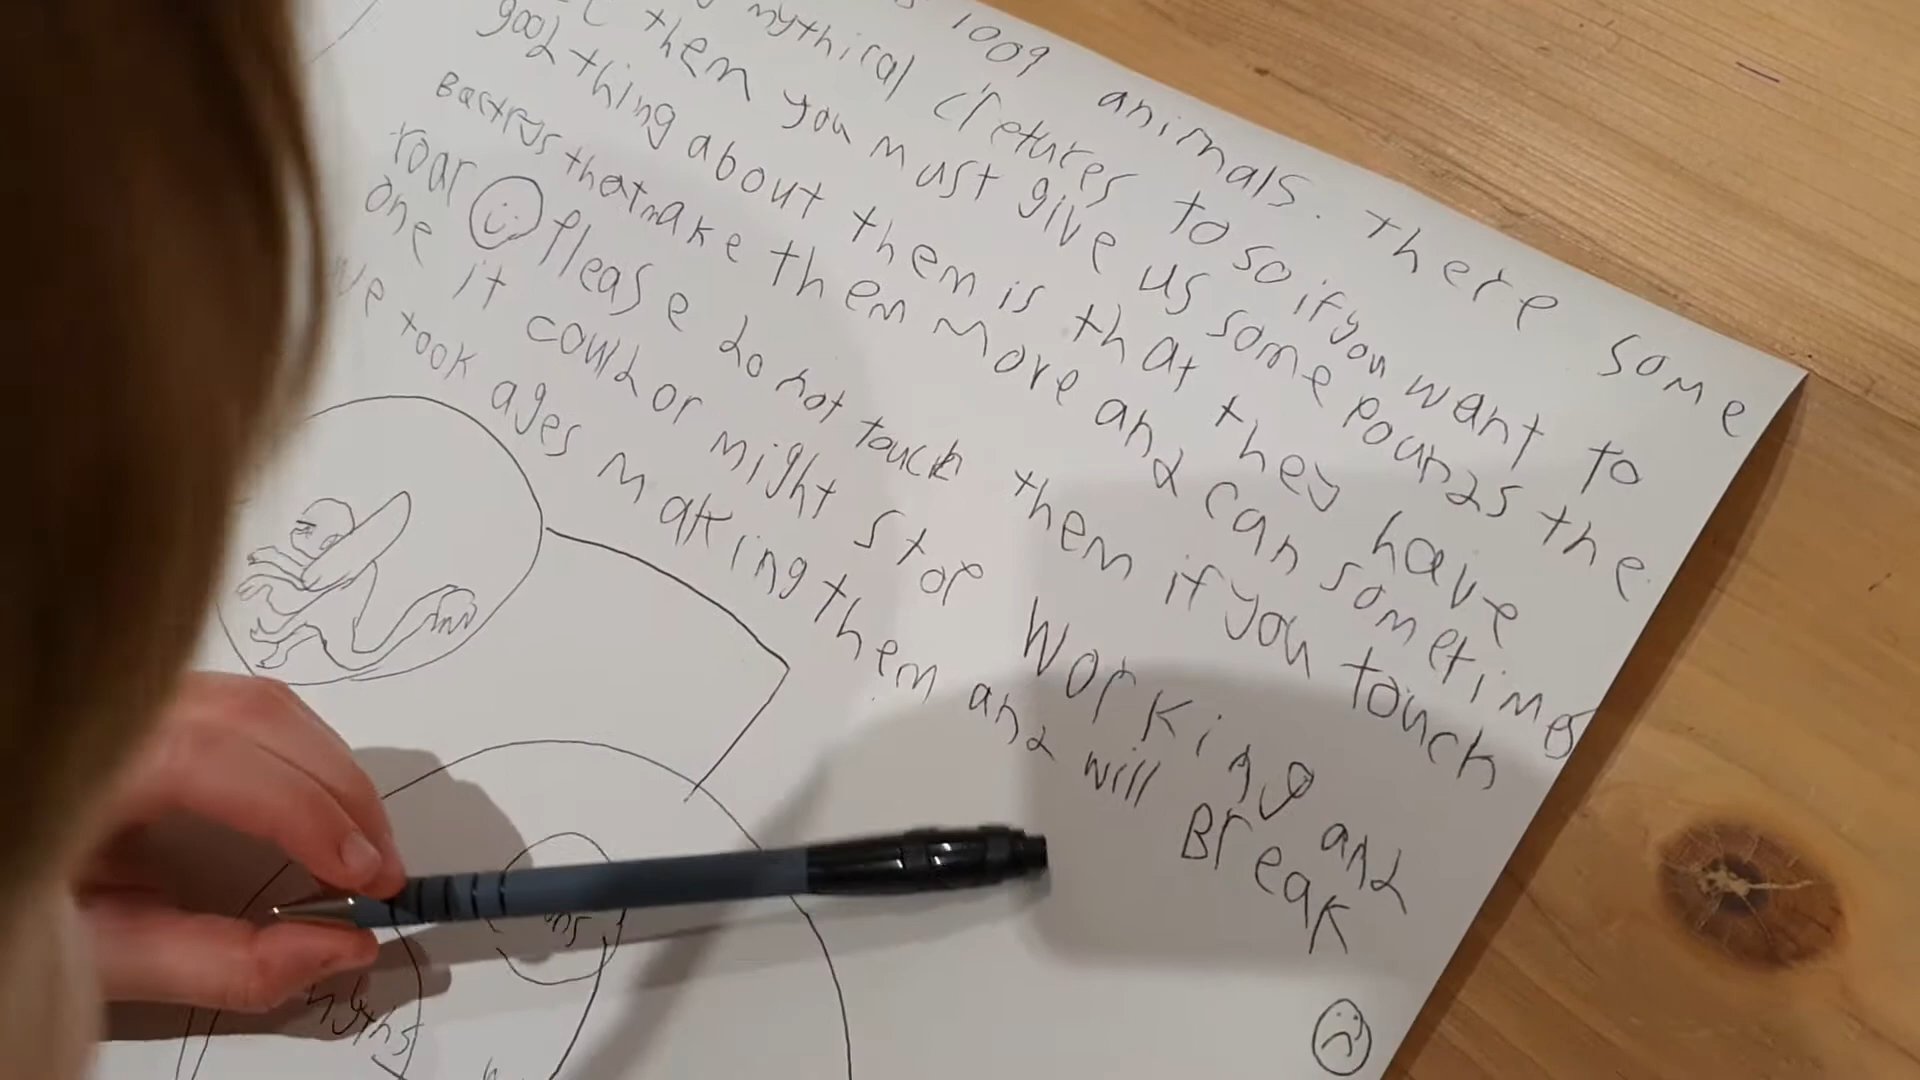 1009 animals. there some
mythical cretures to so if you want to
them you must give us some pounds the
good thing about them is that they have
Bactreys that make them more and can sometimes
roar please do not touch them if you touch
one it could or might stop working and
we took ages making them and will Break